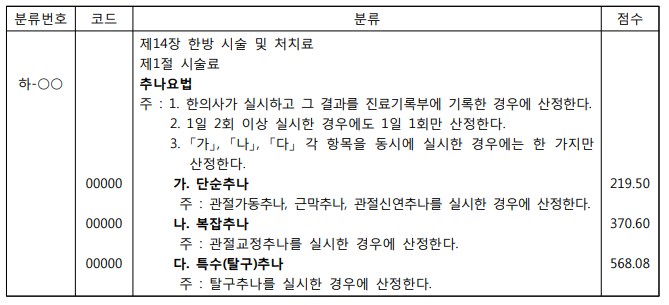 분류번호 코드 분류 점수
제14장 한방 시술 및 처치료
제1절 시술료
하-○○ 추나요법
주 : 1. 한의사가 실시하고 그 결과를 진료기록부에 기록한 경우에 산정한다.
2. 1일 2회 이상 실시한 경우에도 1일 1회만 산정한다.
3. 「가」, 「나」, 「다」 각 항목을 동시에 실시한 경우에는 한 가지만
산정한다.
00000 가. 단순추나 219.50
주 : 관절가동추나, 근막추나, 관절신연추나를 실시한 경우에 산정한다.
00000 나. 복잡추나 370.60
주 : 관절교정추나를 실시한 경우에 산정한다.
00000 다. 특수(탈구)추나 568.08
주 : 탈구추나를 실시한 경우에 산정한다.